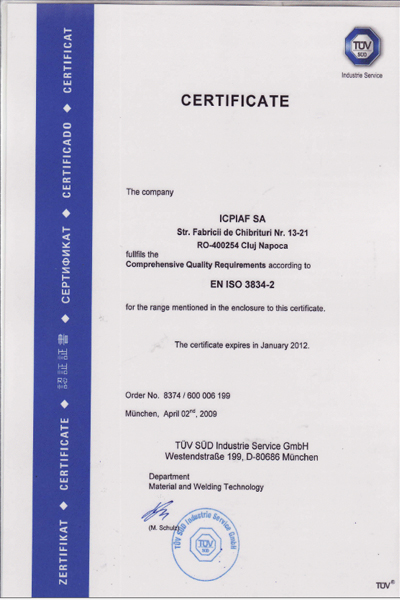 ZERTIFIKAT ◆ CERTIFICATE ◆ 認証証書 ◆ СЕРТИФИКАТ ◆ CERTIFICADO ◆ CERTIFICAT
TÜV
SÜD
Industrie Service
CERTIFICATE
The company
ICPIAF SA
Str. Fabricii de Chibrituri Nr. 13-21
RO-400254 Cluj Napoca
fullfils the
Comprehensive Quality Requirements according to
EN ISO 3834-2
for the range mentioned in the enclosure to this certificate.
The certificate expires in January 2012.
Order No. 8374 / 600 006 199
München, April 02nd, 2009
TÜV SÜD Industrie Service GmbH
Westendstraße 199, D-80686 München
Department
Material and Welding Technology
(M. Schulz)
TÜV SÜD Industrie Service GmbH
TÜV
SÜD
TÜV®